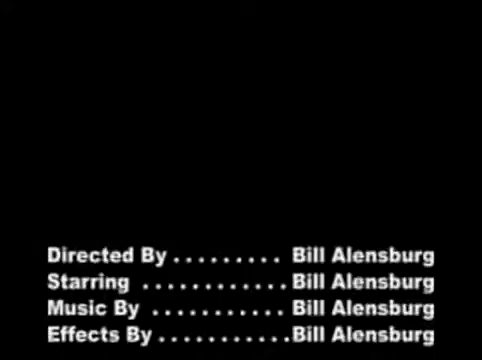 Directed By . . . . . . . . . Bill Alensburg
Starring . . . . . . . . . . . . Bill Alensburg
Music By . . . . . . . . . . . Bill Alensburg
Effects By . . . . . . . . . . . Bill Alensburg